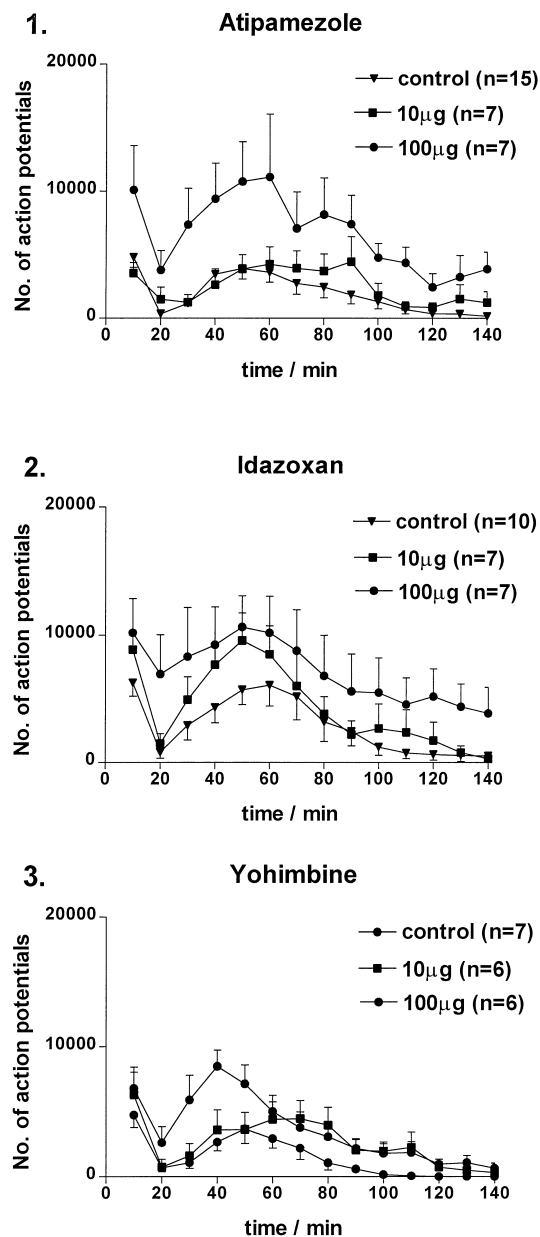 1.
Atipamezole
No. of action potentials
20000
10000
0
control (n=15)
10μg (n=7)
100μg (n=7)
0 20 40 60 80 100 120 140
time / min
2.
Idazoxan
No. of action potentials
20000
10000
0
control (n=10)
10μg (n=7)
100μg (n=7)
0 20 40 60 80 100 120 140
time / min
3.
Yohimbine
No. of action potentials
20000
10000
0
control (n=7)
10μg (n=6)
100μg (n=6)
0 20 40 60 80 100 120 140
time / min